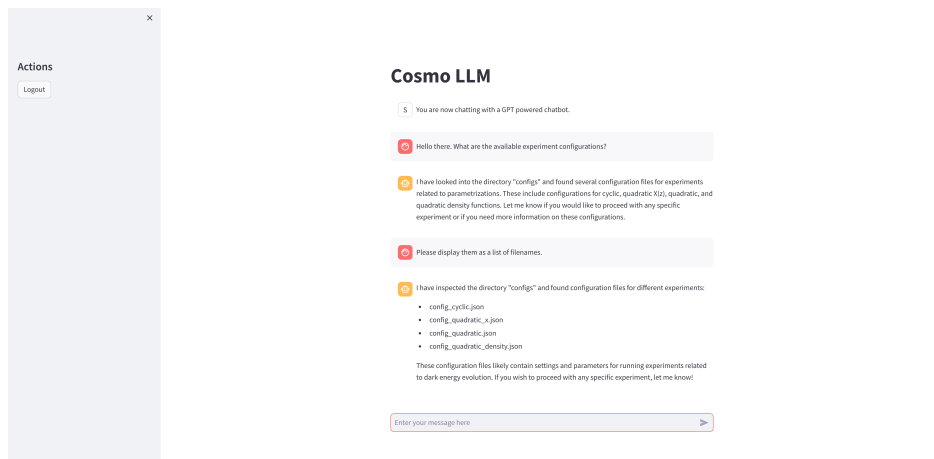 Actions
Logout
Cosmo LLM
S
You are now chatting with a GPT powered chatbot.
Hello there. What are the available experiment configurations?
I have looked into the directory "configs" and found several configuration files for experiments
related to parametrizations. These include configurations for cyclic, quadratic X(z), quadratic, and
quadratic density functions. Let me know if you would like to proceed with any specific
experiment or if you need more information on these configurations.
Please display them as a list of filenames.
I have inspected the directory "configs" and found configuration files for different experiments:
• config_cyclic.json
• config_quadratic_x.json
• config_quadratic.json
• config_quadratic_density.json
These configuration files likely contain settings and parameters for running experiments related
to dark energy evolution. If you wish to proceed with any specific experiment, let me know!
Enter your message here